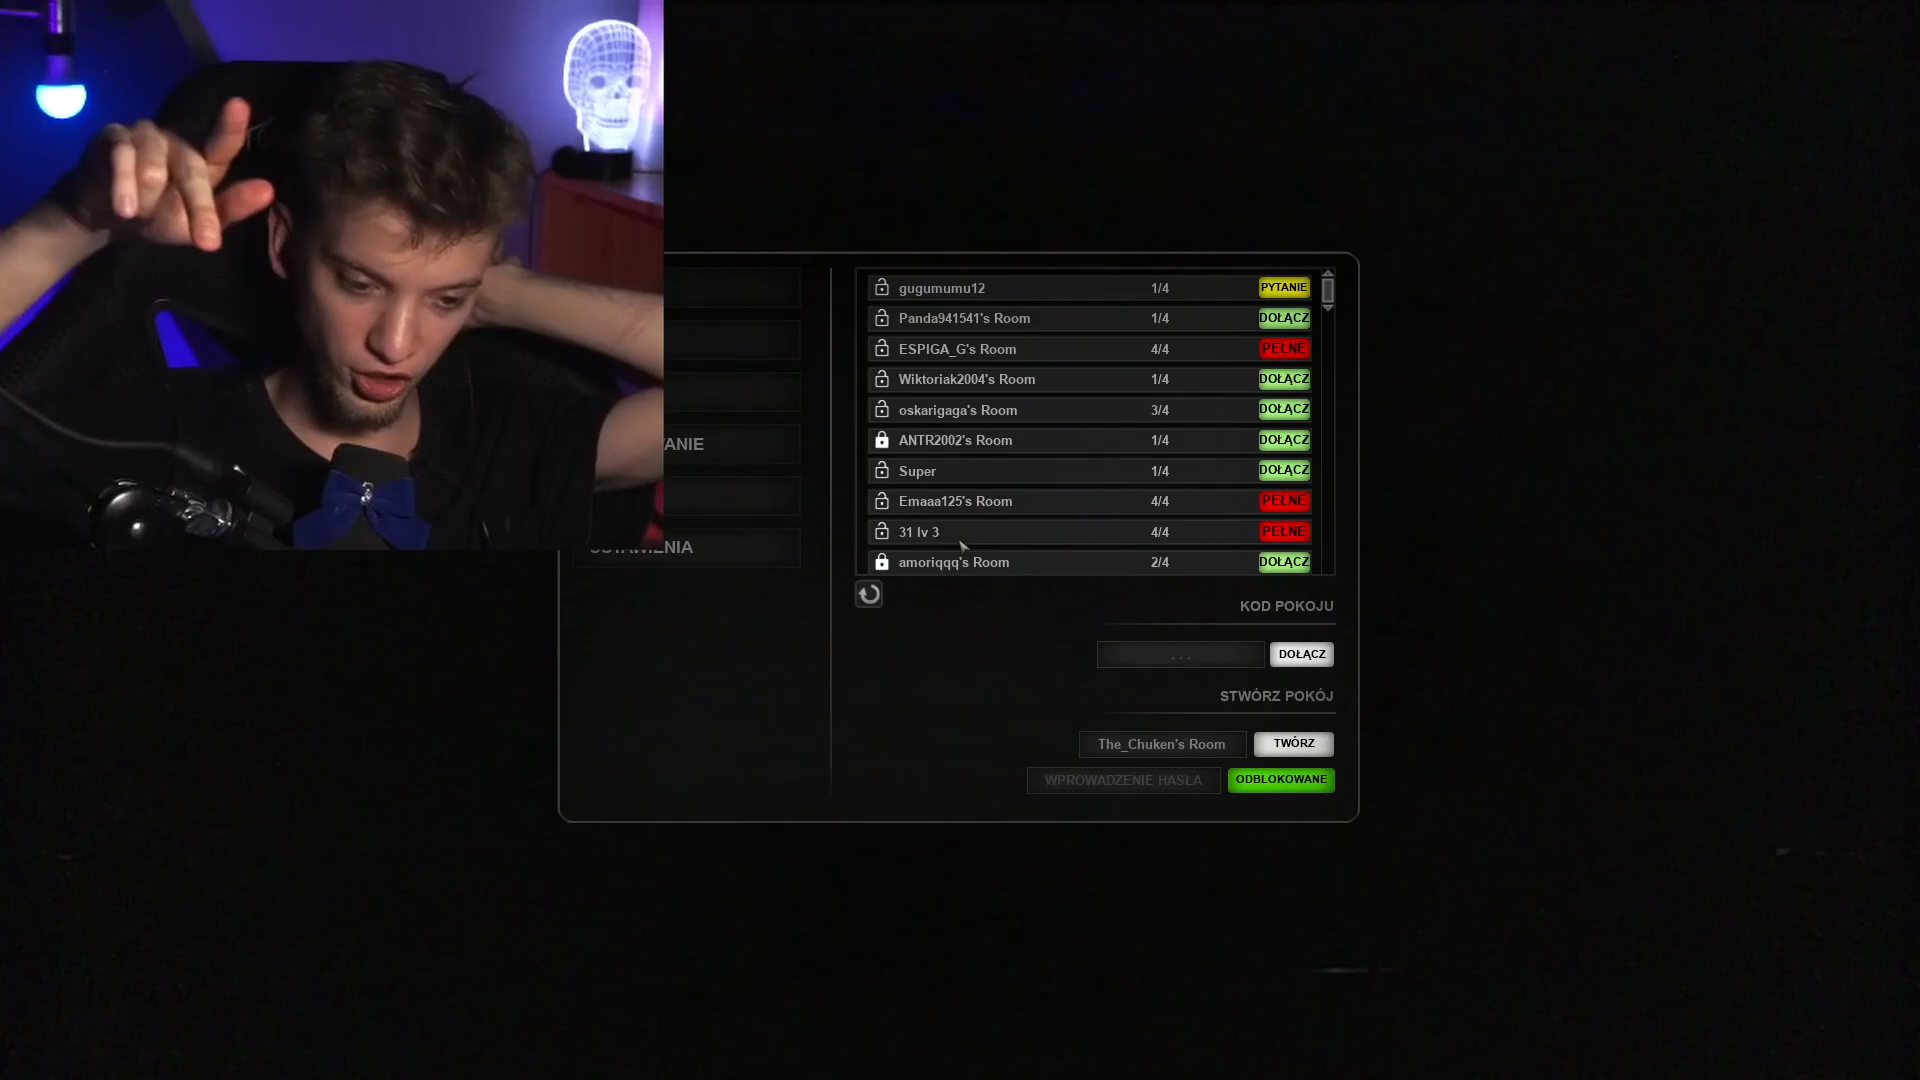 gugumumu12 1/4 PYTANIE
Panda941541's Room 1/4 DOŁĄCZ
ESPIGA_G's Room 4/4 PEŁNE
Wiktoriak2004's Room 1/4 DOŁĄCZ
oskarigaga's Room 3/4 DOŁĄCZ
ANTR2002's Room 1/4 DOŁĄCZ
Super 1/4 DOŁĄCZ
Emaaa125's Room 4/4 PEŁNE
31 lv 3 4/4 PEŁNE
amoriqqq's Room 2/4 DOŁĄCZ
ANIE
USTAWIENIA
KOD POKOJU
. . . DOŁĄCZ
STWÓRZ POKÓJ
The_Chuken's Room TWÓRZ
WPROWADZENIE HASLA ODBLOKOWANE